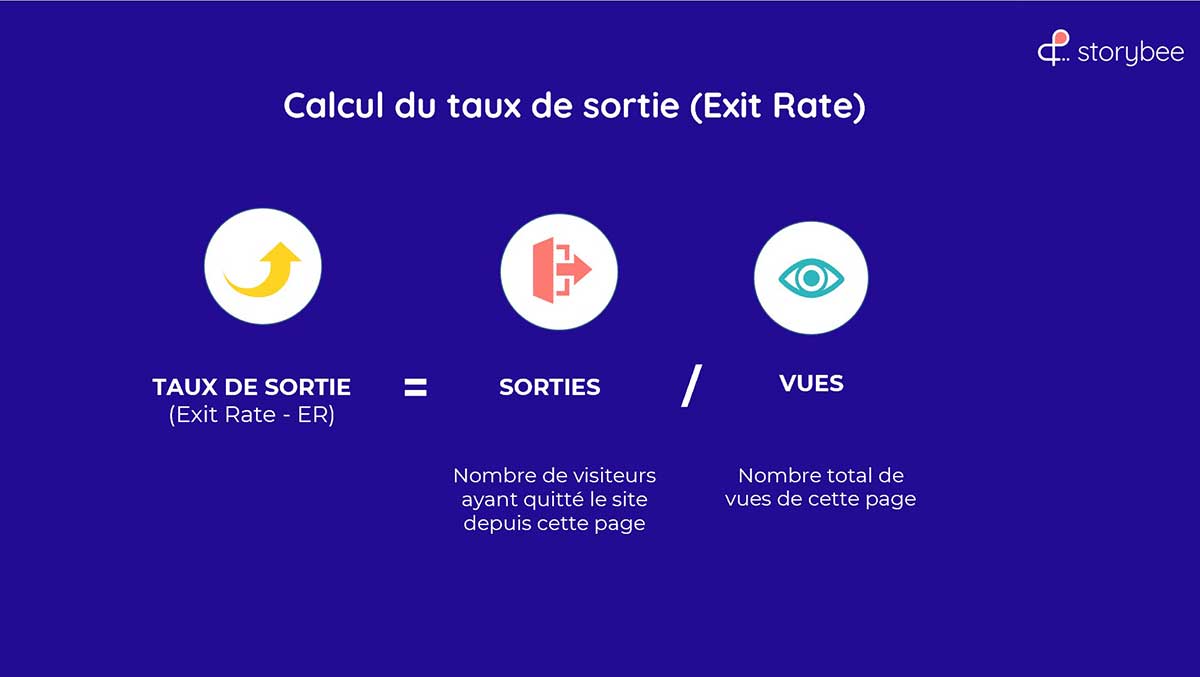 storybee
Calcul du taux de sortie (Exit Rate)
TAUX DE SORTIE
(Exit Rate - ER)
=
SORTIES
/
VUES
Nombre de visiteurs
ayant quitté le site
depuis cette page
Nombre total de
vues de cette page